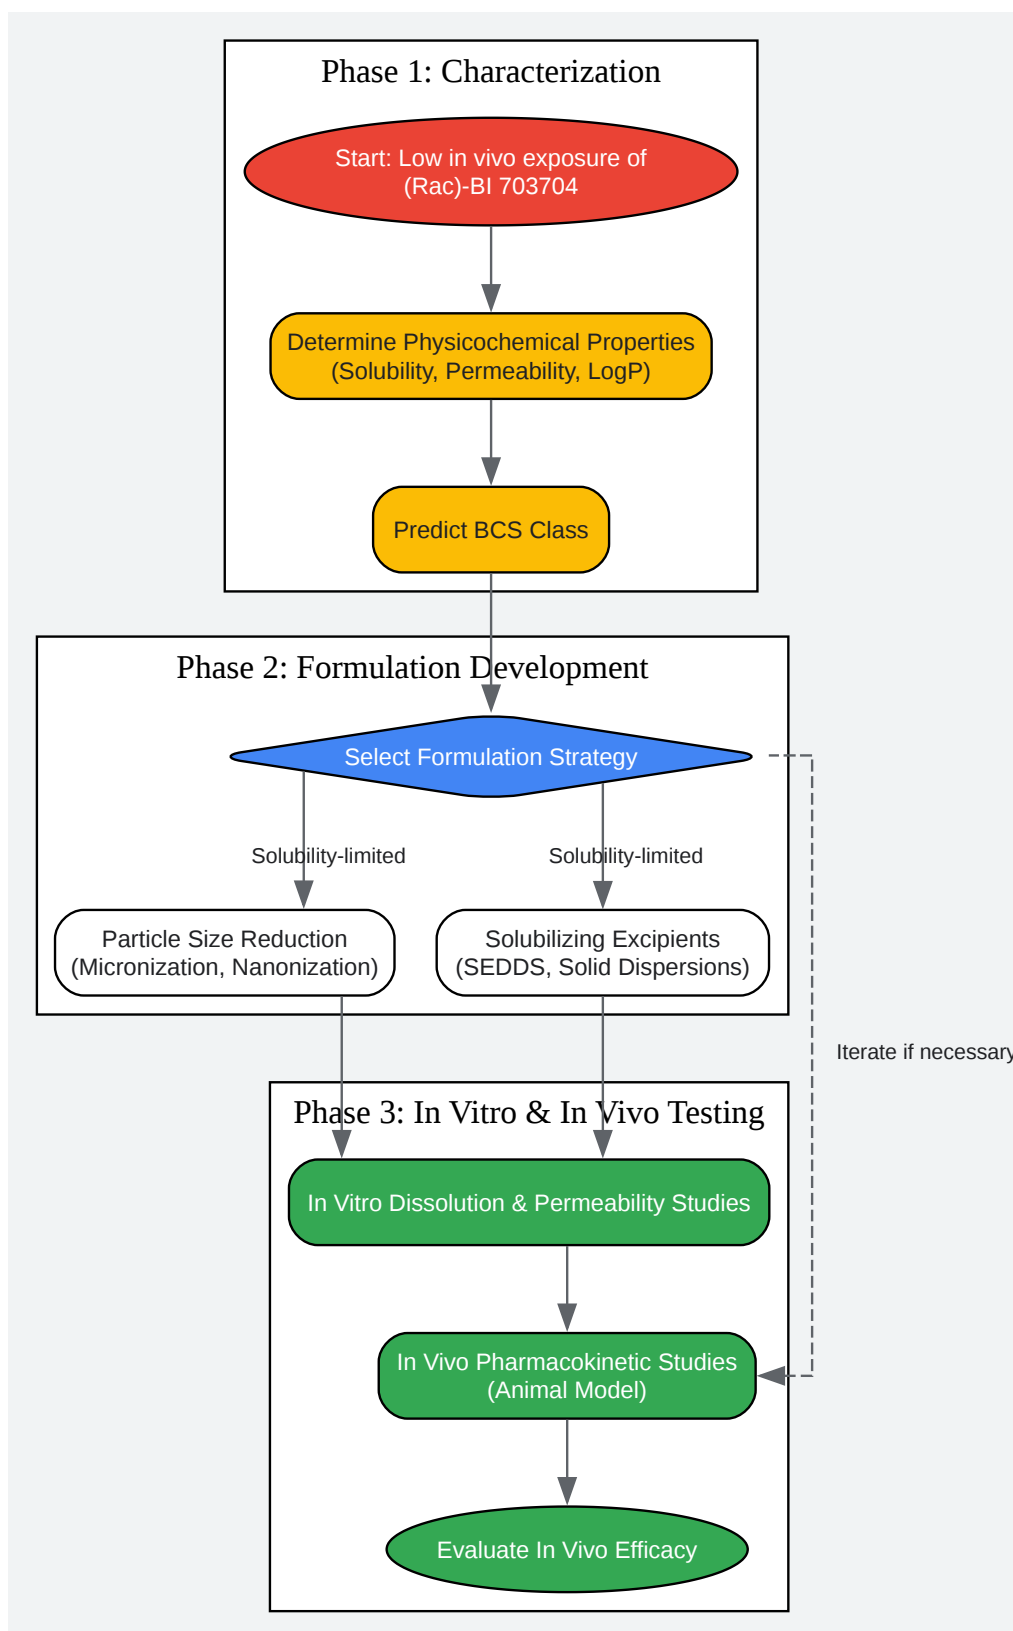 Phase 1: Characterization
Start: Low in vivo exposure of
(Rac)-BI 703704
Determine Physicochemical Properties
(Solubility, Permeability, LogP)
Predict BCS Class
Phase 2: Formulation Development
Select Formulation Strategy
Solubility-limited
Solubility-limited
Particle Size Reduction
(Micronization, Nanonization)
Solubilizing Excipients
(SEDDS, Solid Dispersions)
Iterate if necessary
Phase 3: In Vitro & In Vivo Testing
In Vitro Dissolution & Permeability Studies
In Vivo Pharmacokinetic Studies
(Animal Model)
Evaluate In Vivo Efficacy